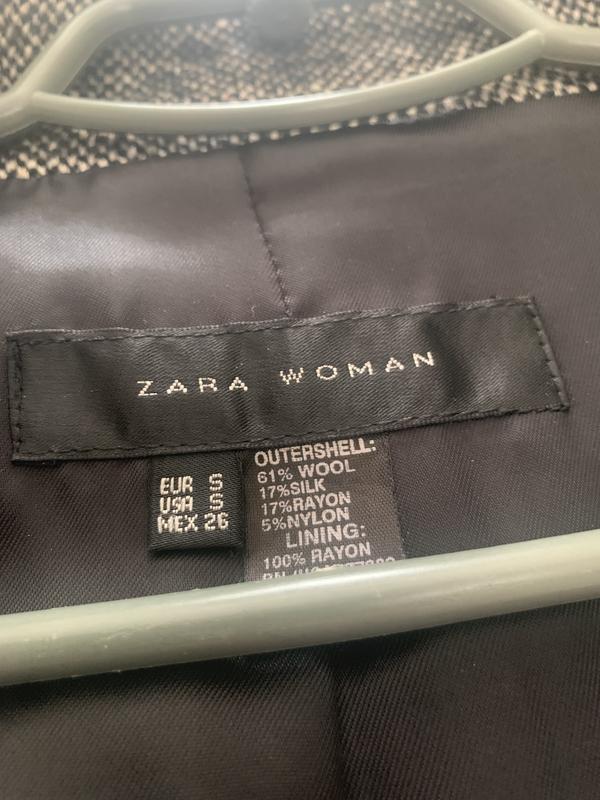 ZARA WOMAN
EUR S
USA S
MEX 26
OUTERSHELL:
61% WOOL
17%SILK
17%RAYON
5%NYLON
LINING:
100% RAYON